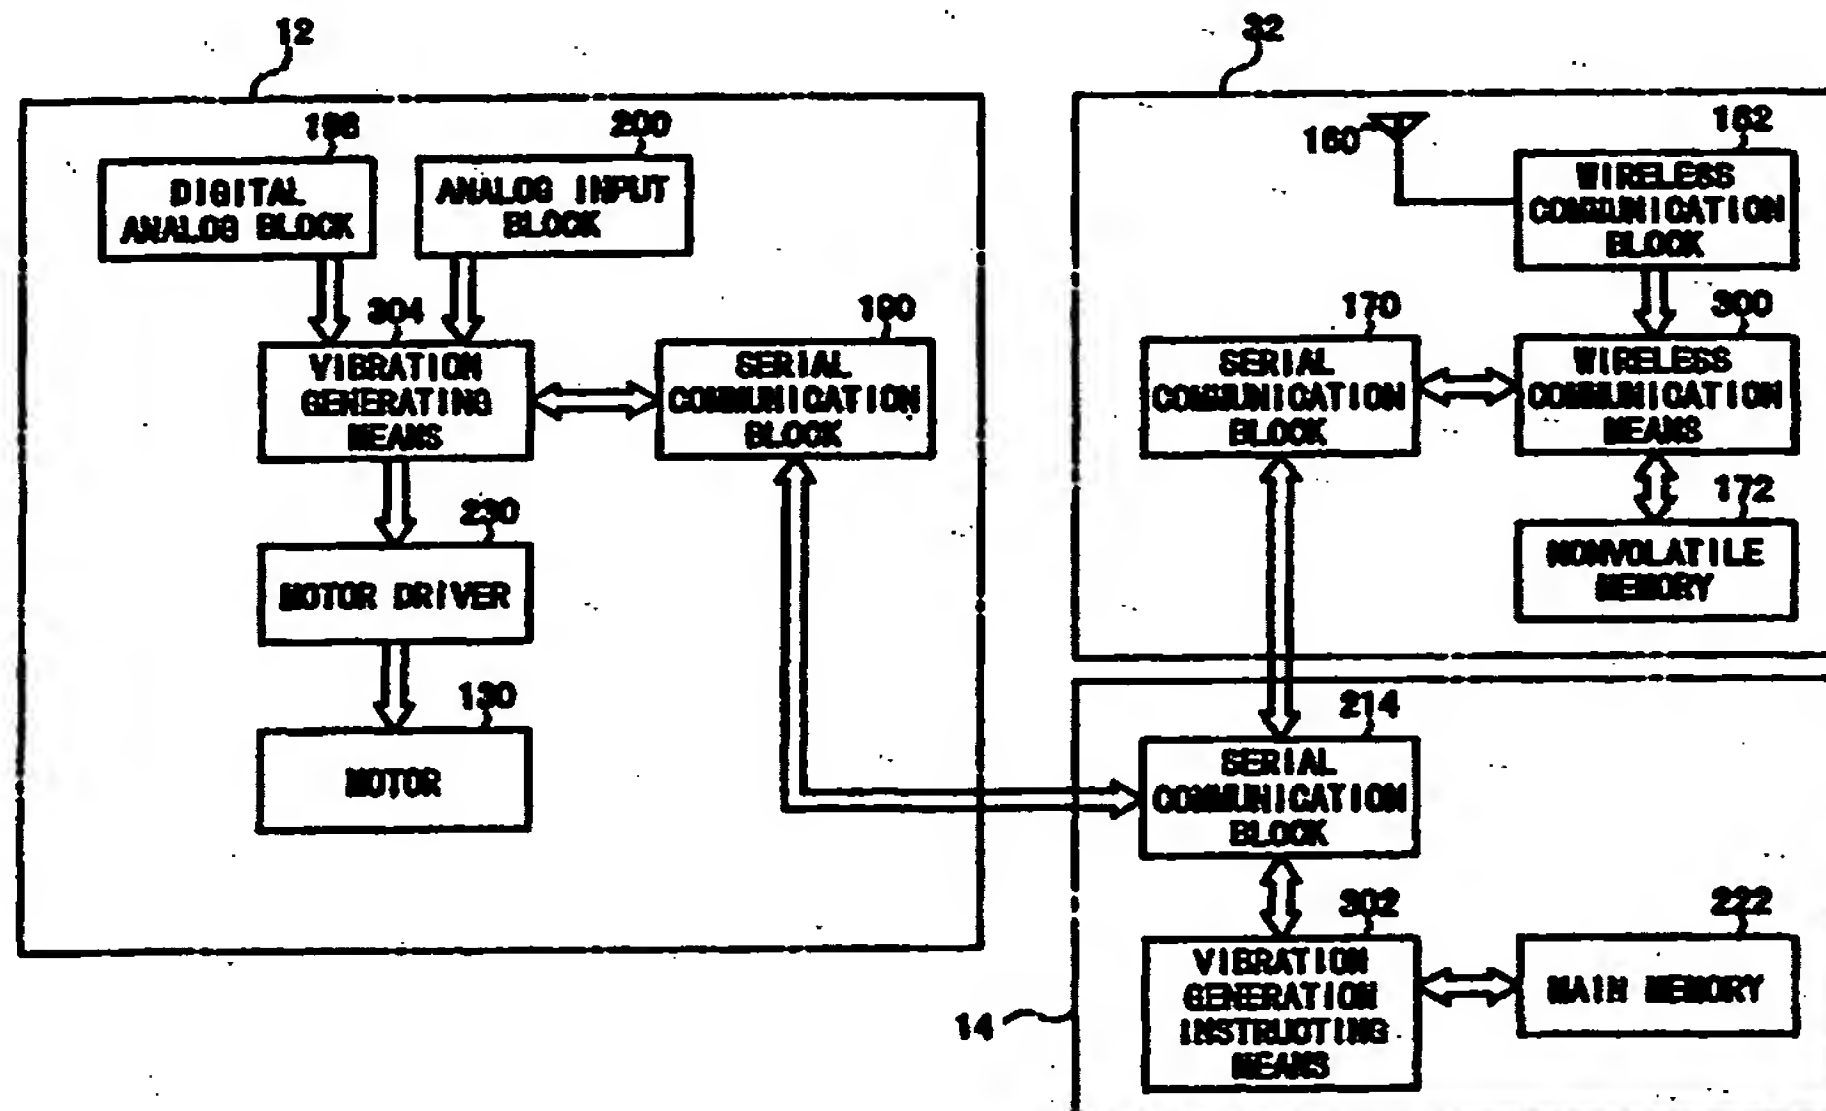 12
198
DIGITAL
ANALOG BLOCK
200
ANALOG INPUT
BLOCK
304
VIBRATION
GENERATING
MEANS
190
SERIAL
COMMUNICATION
BLOCK
230
MOTOR DRIVER
130
MOTOR
32
160
162
WIRELESS
COMMUNICATION
BLOCK
170
SERIAL
COMMUNICATION
BLOCK
300
WIRELESS
COMMUNICATION
MEANS
172
NONVOLATILE
MEMORY
14
214
SERIAL
COMMUNICATION
BLOCK
302
VIBRATION
GENERATION
INSTRUCTING
MEANS
222
MAIN MEMORY